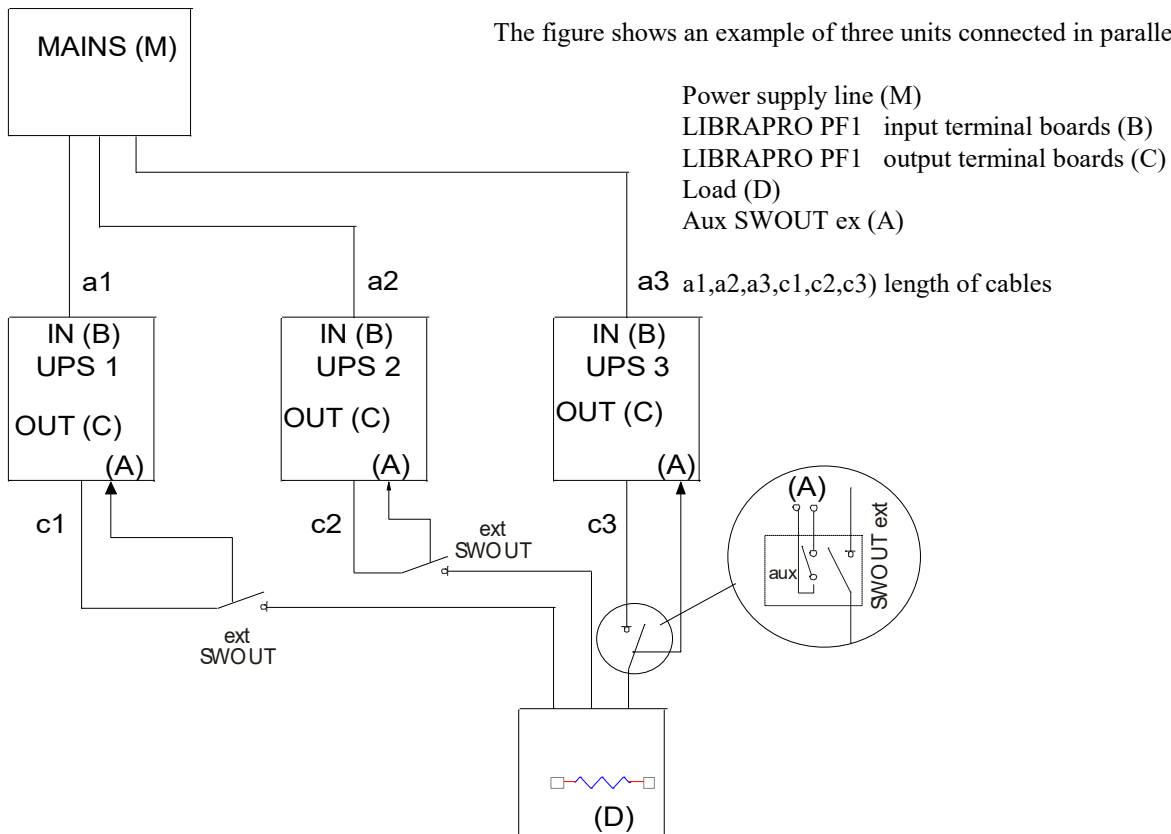 MAINS (M)
The figure shows an example of three units connected in paralle
Power supply line (M)
LIBRAPRO PF1 input terminal boards (B)
LIBRAPRO PF1 output terminal boards (C)
Load (D)
Aux SWOUT ex (A)
a1,a2,a3,c1,c2,c3) length of cables
a1
a2
a3
IN (B)
UPS 1
OUT (C)
(A)
IN (B)
UPS 2
OUT (C)
(A)
IN (B)
UPS 3
OUT (C)
(A)
c1
c2
c3
ext
SWOUT
ext
SWOUT
(A)
aux
SWOUT ext
(D)